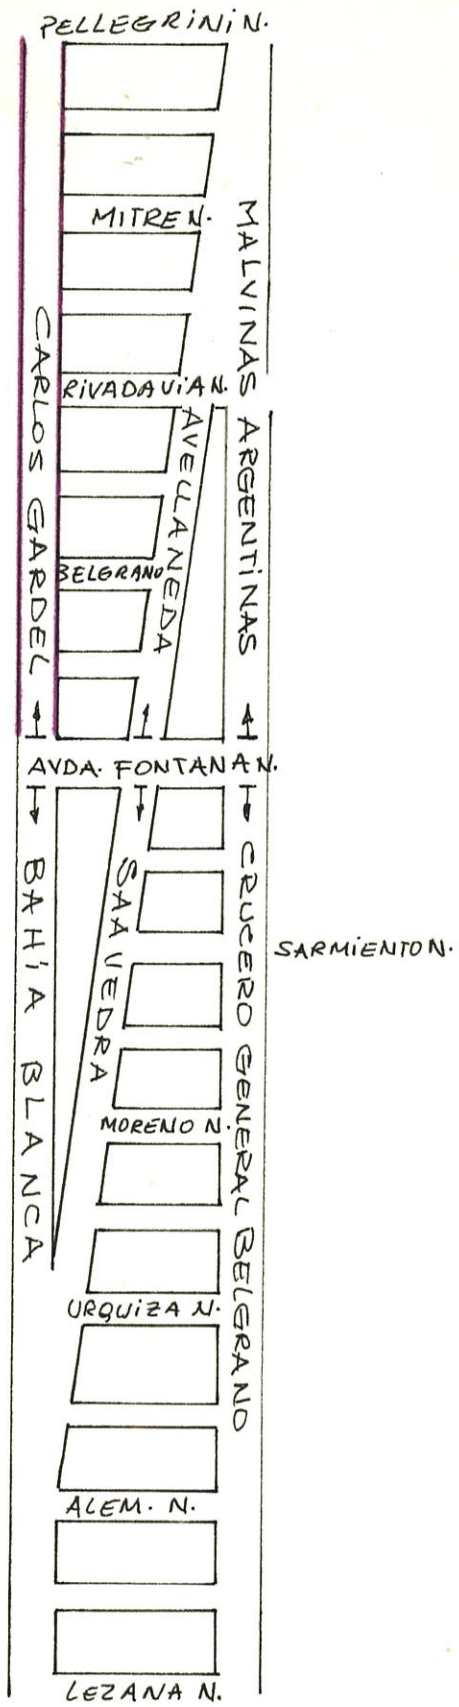 PELLEGRINI N.
MITRE N.
MALVINAS ARGENTINAS
CARLOS GARDEL
RIVADAVIA N.
AVELLANEDA
BELGRANO
AVDA. FONTANA N.
BAHÍA BLANCA
SAAVEDRA
CRUCERO GENERAL BELGRANO
SARMIENTO N.
MORENO N.
URQUIZA N.
ALEM. N.
LEZANA N.